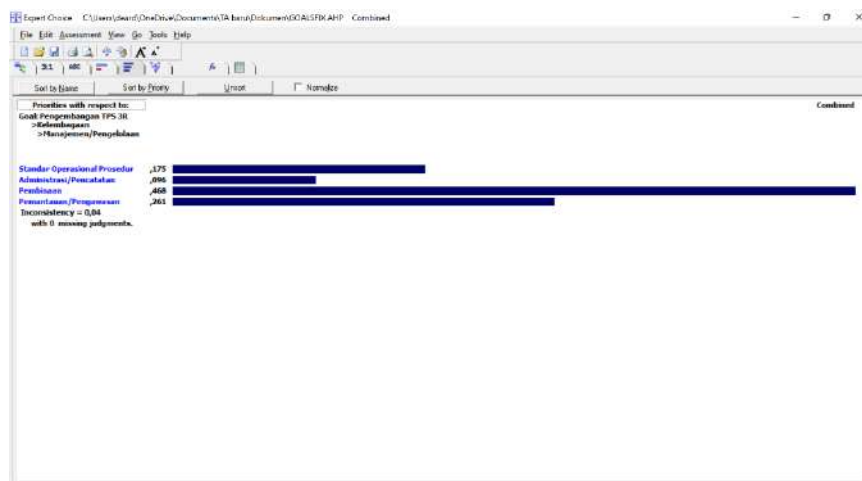 Expert Choice C:\Users\deard\OneDrive\Documents\TA baru\Dokumen\GOALSFIX.AHP Combined
File Edit Assessment View Go Tools Help
3:1 ABC
Sort by Name Sort by Priority Unsort Normalize
Priorities with respect to: Combined
Goal: Pengembangan TPS 3R
>Kelembagaan
>Manajemen/Pengelolaan
Standar Operasional Prosedur ,175
Administrasi/Pencatatan ,096
Pembinaan ,468
Pemantauan/Pengawasan ,261
Inconsistency = 0,04
with 0 missing judgments.